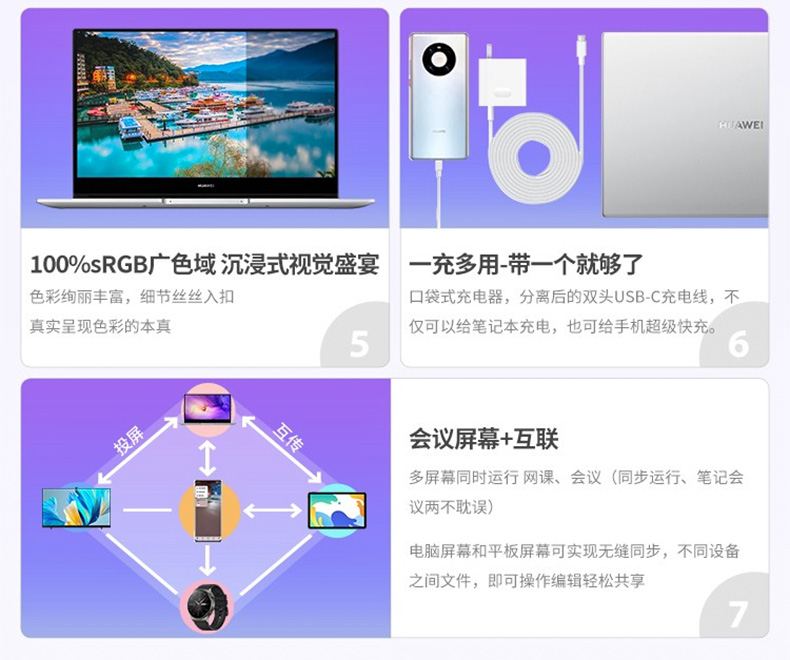 HUAWEI
HUAWEI
100%sRGB广色域 沉浸式视觉盛宴
色彩绚丽丰富，细节丝丝入扣
真实呈现色彩的本真
5
一充多用-带一个就够了
口袋式充电器，分离后的双头USB-C充电线，不
仅可以给笔记本充电，也可给手机超级快充。
6
投屏
互传
会议屏幕+互联
多屏幕同时运行 网课、会议（同步运行、笔记会
议两不耽误）
电脑屏幕和平板屏幕可实现无缝同步，不同设备
之间文件，即可操作编辑轻松共享
7